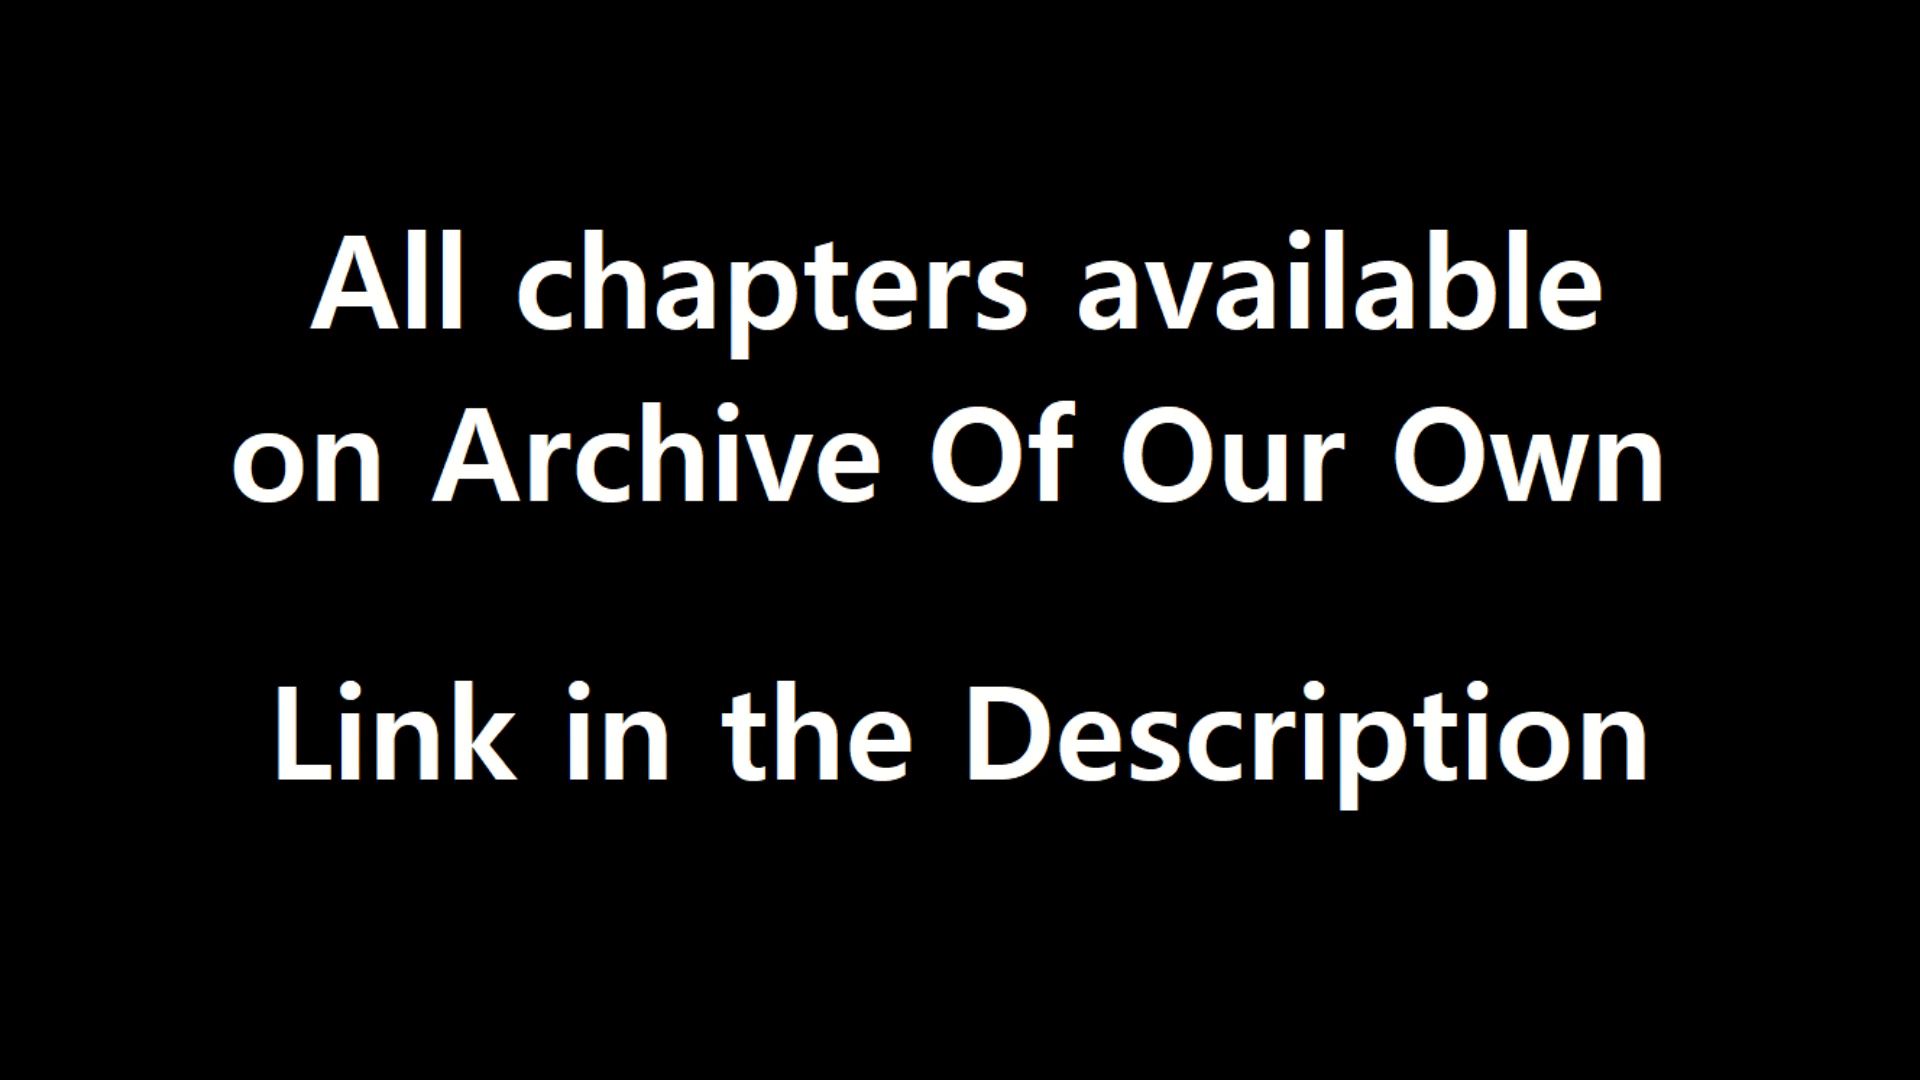 All chapters available
on Archive Of Our Own
Link in the Description